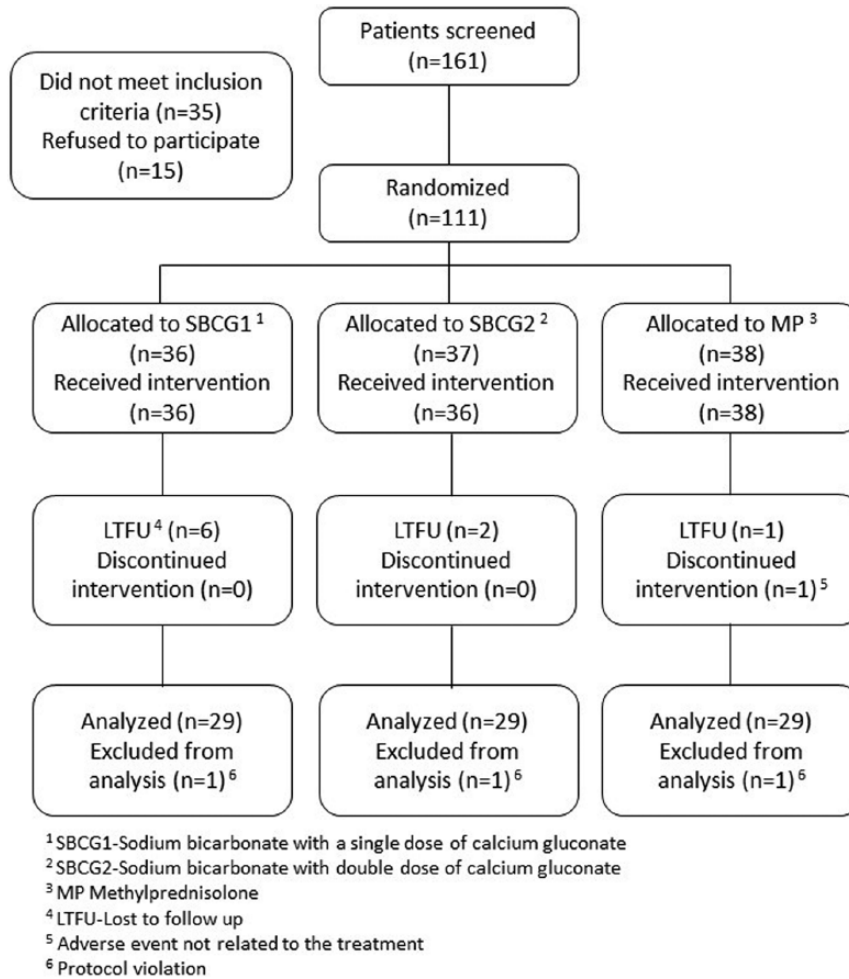 Patients screened
(n=161)
Did not meet inclusion
criteria (n=35)
Refused to participate
(n=15)
Randomized
(n=111)
Allocated to SBCG1 1
(n=36)
Received intervention
(n=36)
Allocated to SBCG2 2
(n=37)
Received intervention
(n=36)
Allocated to MP 3
(n=38)
Received intervention
(n=38)
LTFU4 (n=6)
Discontinued
intervention (n=0)
LTFU (n=2)
Discontinued
intervention (n=0)
LTFU (n=1)
Discontinued
intervention (n=1)5
Analyzed (n=29)
Excluded from
analysis (n=1)6
Analyzed (n=29)
Excluded from
analysis (n=1)6
Analyzed (n=29)
Excluded from
analysis (n=1)6
1 SBCG1-Sodium bicarbonate with a single dose of calcium gluconate
2 SBCG2-Sodium bicarbonate with double dose of calcium gluconate
3 MP Methylprednisolone
4 LTFU-Lost to follow up
5 Adverse event not related to the treatment
6 Protocol violation